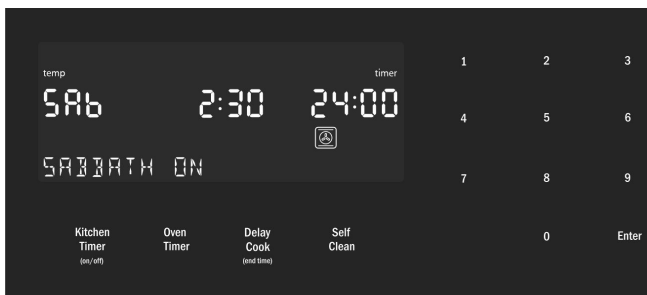 temp timer
SAb 2:30 24:00
SABBATH ON
Kitchen Timer (on/off)
Oven Timer
Delay Cook (end time)
Self Clean
1 2 3
4 5 6
7 8 9
0 Enter